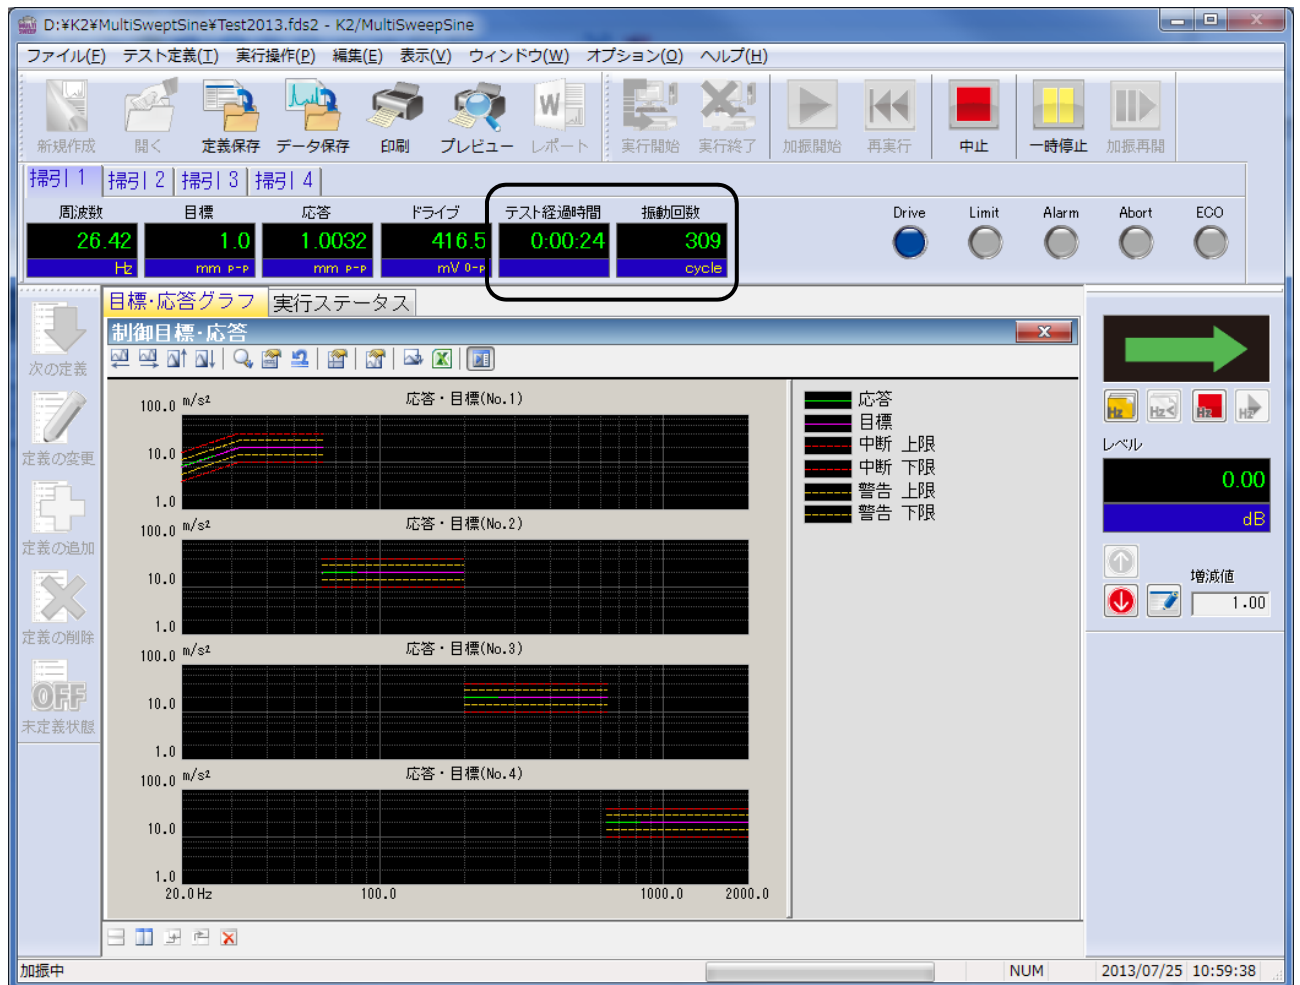 D:¥K2¥MultiSweptSine¥Test2013.fds2 - K2/MultiSweepSine
ファイル(F) テスト定義(T) 実行操作(P) 編集(E) 表示(V) ウィンドウ(W) オプション(O) ヘルプ(H)
新規作成 開く 定義保存 データ保存 印刷 プレビュー レポート 実行開始 実行終了 加振開始 再実行 中止 一時停止 加振再開
掃引 1 掃引 2 掃引 3 掃引 4
周波数 目標 応答 ドライブ テスト経過時間 振動回数 Drive Limit Alarm Abort ECO
26.42 1.0 1.0032 416.5 0:00:24 309
Hz mm P-P mm P-P mV 0-P cycle
目標・応答グラフ 実行ステータス
制御目標・応答
次の定義
定義の変更
定義の追加
定義の削除
OFF
未定義状態
応答・目標(No.1)
100.0 m/s²
10.0
1.0
応答・目標(No.2)
100.0 m/s²
10.0
1.0
応答・目標(No.3)
100.0 m/s²
10.0
1.0
応答・目標(No.4)
100.0 m/s²
10.0
1.0
20.0 Hz 100.0 1000.0 2000.0
応答
目標
中断 上限
中断 下限
警告 上限
警告 下限
Hz Hz Hz Hz
レベル
0.00
dB
増減値
1.00
加振中 NUM 2013/07/25 10:59:38